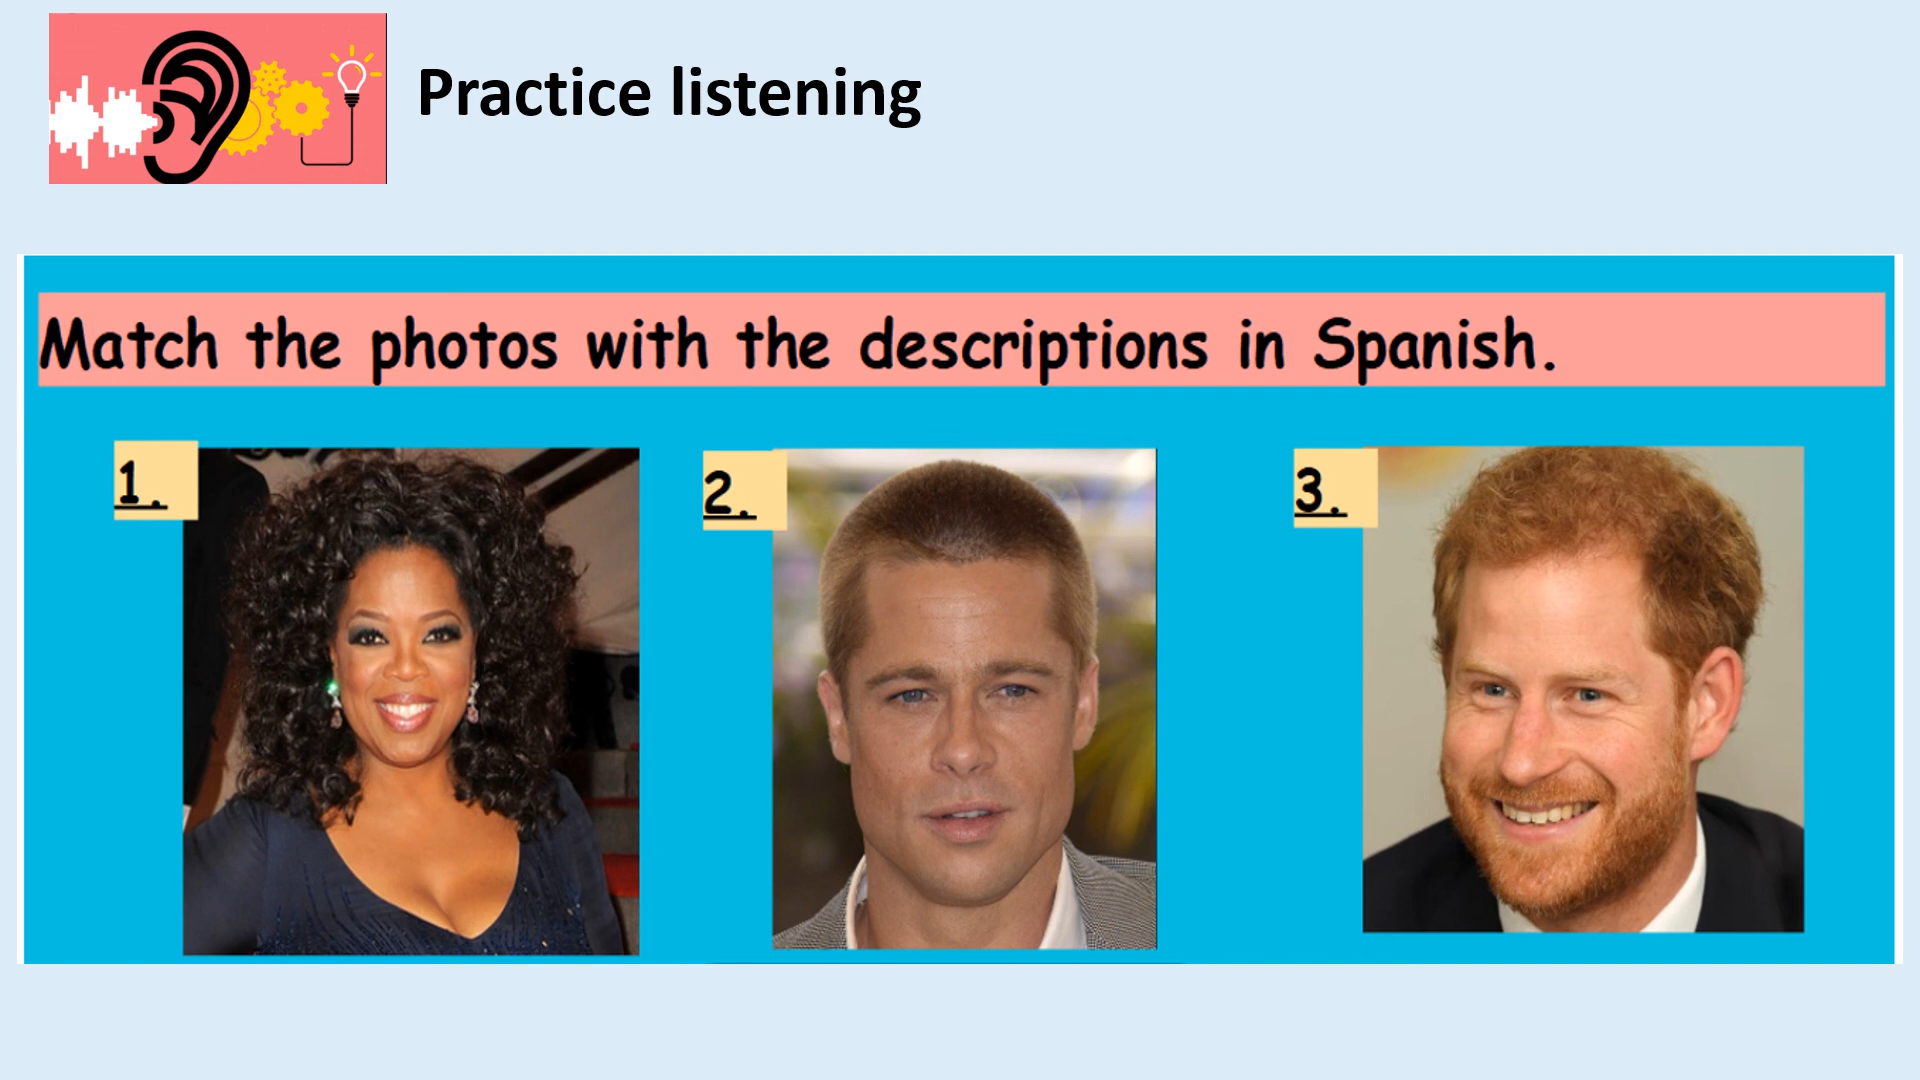 Practice listening
Match the photos with the descriptions in Spanish.
1.
2.
3.